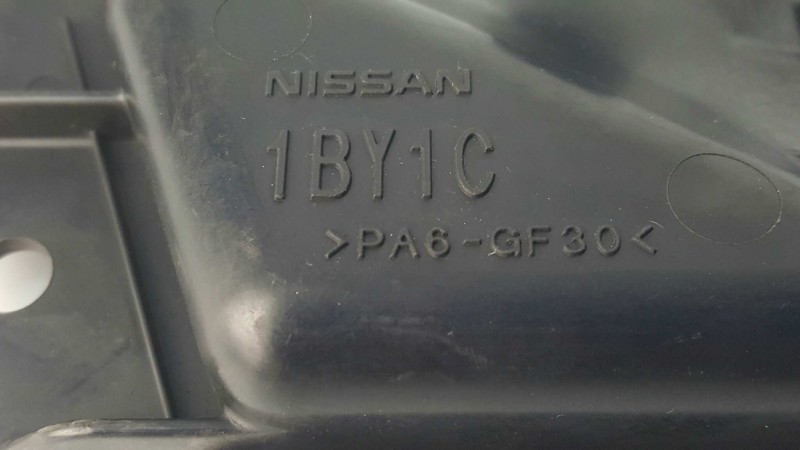 NISSAN
1BY1C
>PA6-GF30<